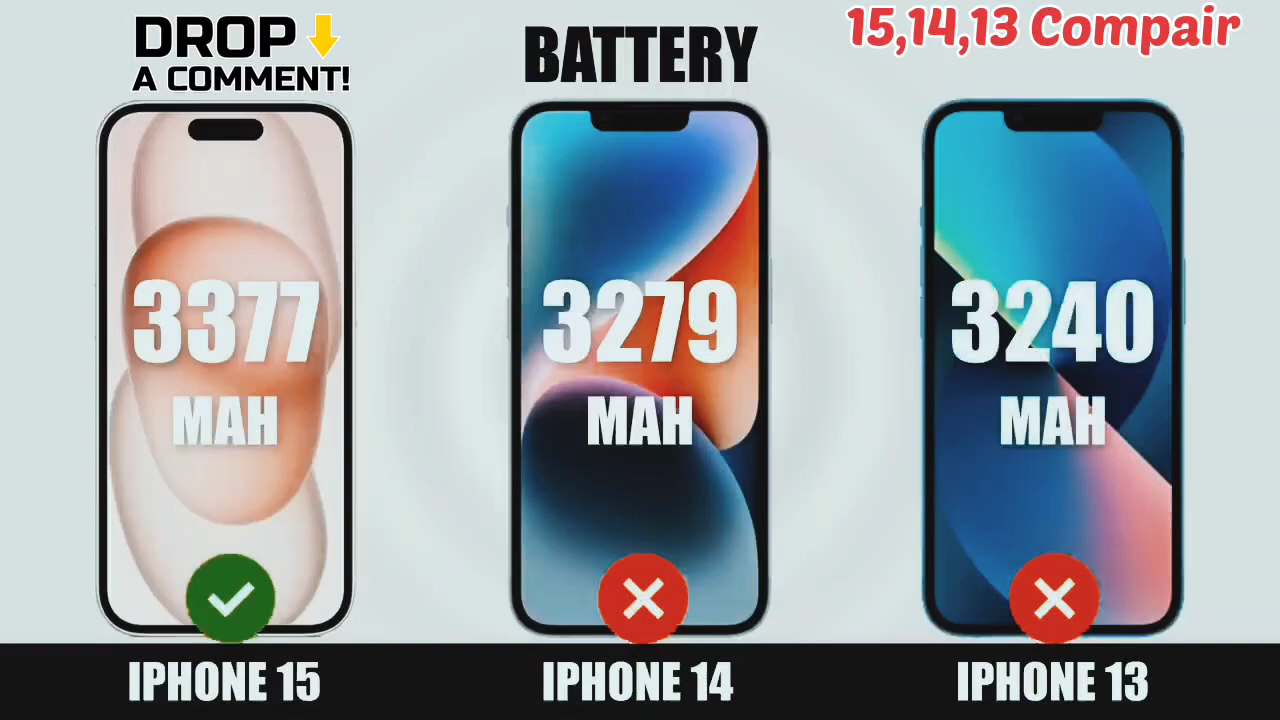 DROP
A COMMENT!
BATTERY
15,14,13 Compair
3377
MAH
3279
MAH
3240
MAH
IPHONE 15
IPHONE 14
IPHONE 13